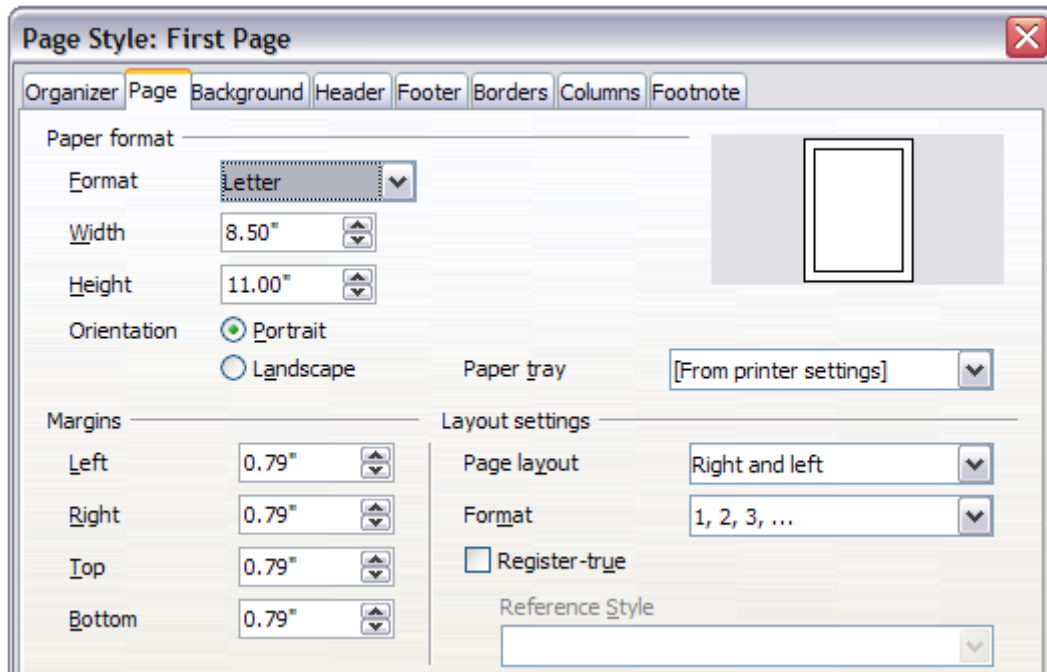 Page Style: First Page
Organizer Page Background Header Footer Borders Columns Footnote
Paper format
Format Letter
Width 8.50"
Height 11.00"
Orientation Portrait
Landscape Paper tray [From printer settings]
Margins Layout settings
Left 0.79" Page layout Right and left
Right 0.79" Format 1, 2, 3, ...
Top 0.79" Register-true
Bottom 0.79" Reference Style